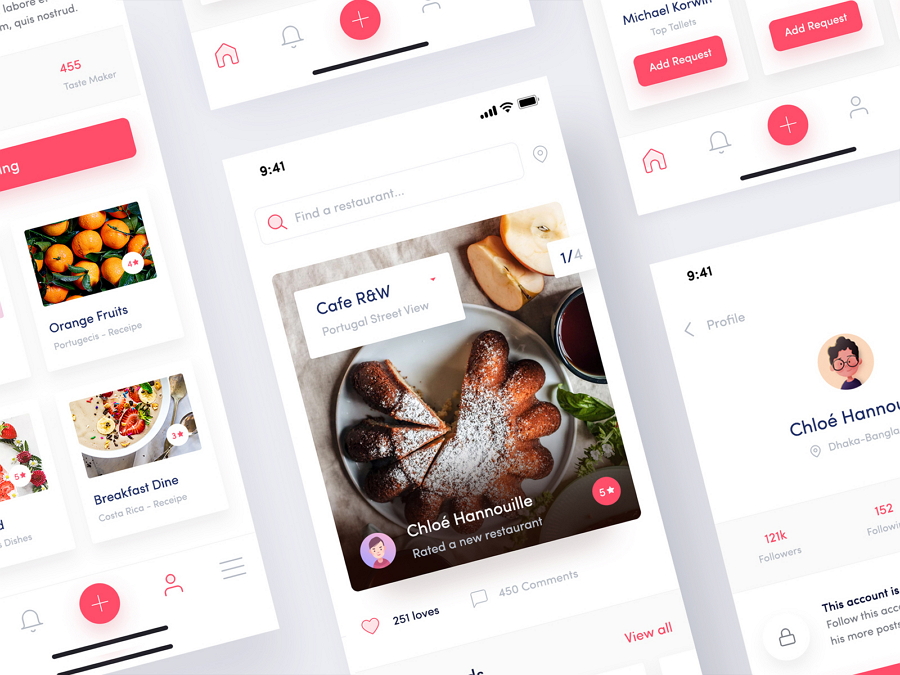 labore et
m, quis nostrud.
455
Taste Maker
ing
4
Orange Fruits
Portugecis - Receipe
5
3
Breakfast Dine
Costa Rica - Receipe
Dishes
9:41
Find a restaurant...
1/4
Cafe R&W
Portugal Street View
5
Chloé Hannouille
Rated a new restaurant
251 loves
450 Comments
View all
Michael Korwin
Top Tallets
Add Request
Add Request
9:41
Profile
Chloé Hannou
Dhaka-Bangla
121k
Followers
152
Followi
This account is
Follow this acco
his more posts